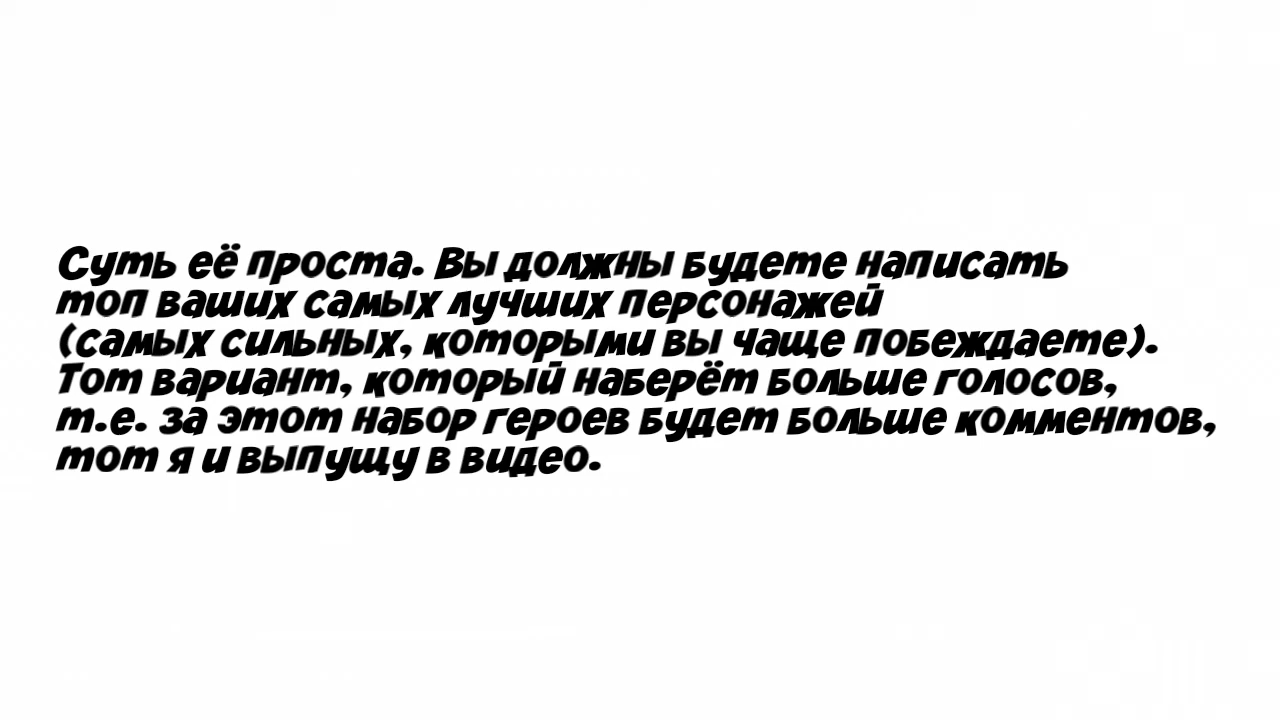 Суть её проста. Вы должны будете написать
топ ваших самых лучших персонажей
(самых сильных, которыми вы чаще побеждаете).
Тот вариант, который наберёт больше голосов,
т.е. за этот набор героев будет больше комментов,
тот я и выпущу в видео.